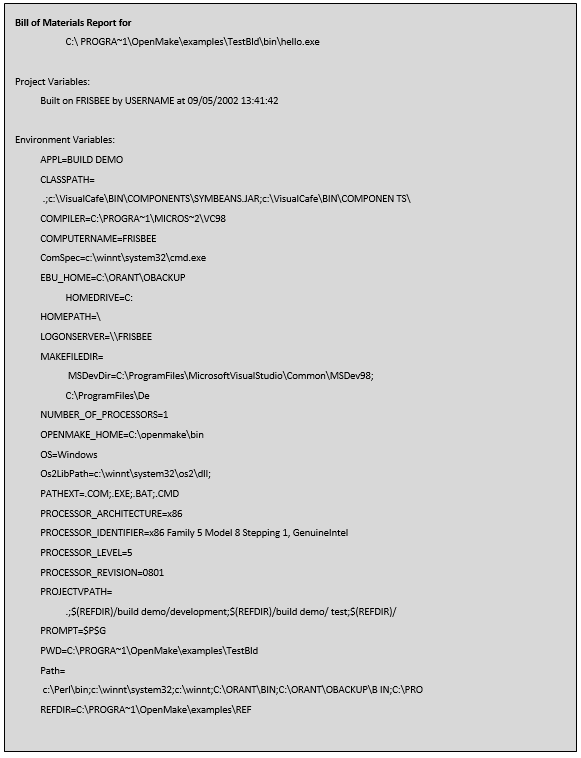 Bill of Materials Report for
C:\ PROGRA~1\OpenMake\examples\TestBld\bin\hello.exe
Project Variables:
Built on FRISBEE by USERNAME at 09/05/2002 13:41:42
Environment Variables:
APPL=BUILD DEMO
CLASSPATH=
.;c:\VisualCafe\BIN\COMPONENTS\SYMBEANS.JAR;c:\VisualCafe\BIN\COMPONEN TS\
COMPILER=C:\PROGRA~1\MICROS~2\VC98
COMPUTERNAME=FRISBEE
ComSpec=c:\winnt\system32\cmd.exe
EBU_HOME=C:\ORANT\OBACKUP
HOMEDRIVE=C:
HOMEPATH=\
LOGONSERVER=\\FRISBEE
MAKEFILEDIR=
MSDevDir=C:\ProgramFiles\MicrosoftVisualStudio\Common\MSDev98;
C:\ProgramFiles\De
NUMBER_OF_PROCESSORS=1
OPENMAKE_HOME=C:\openmake\bin
OS=Windows
Os2LibPath=c:\winnt\system32\os2\dll;
PATHEXT=.COM;.EXE;.BAT;.CMD
PROCESSOR_ARCHITECTURE=x86
PROCESSOR_IDENTIFIER=x86 Family 5 Model 8 Stepping 1, GenuineIntel
PROCESSOR_LEVEL=5
PROCESSOR_REVISION=0801
PROJECTVPATH=
.;$(REFDIR)/build demo/development;$(REFDIR)/build demo/ test;$(REFDIR)/
PROMPT=$P$G
PWD=C:\PROGRA~1\OpenMake\examples\TestBld
Path=
c:\Perl\bin;c:\winnt\system32;c:\winnt;C:\ORANT\BIN;C:\ORANT\OBACKUP\B IN;C:\PRO
REFDIR=C:\PROGRA~1\OpenMake\examples\REF